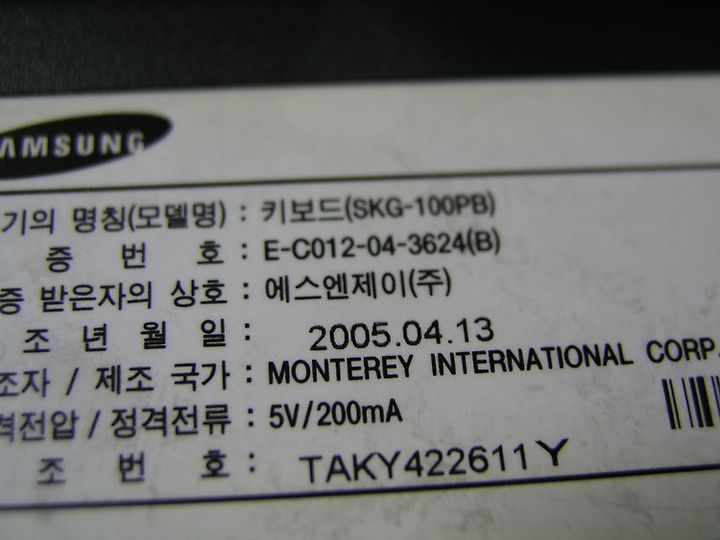 SAMSUNG
기의 명칭(모델명) : 키보드(SKG-100PB)
증 번 호 : E-C012-04-3624(B)
증 받은자의 상호 : 에스엔제이(주)
조 년 월 일 : 2005.04.13
조자 / 제조 국가 : MONTEREY INTERNATIONAL CORP.
격전압 / 정격전류 : 5V/200mA
조 번 호 : TAKY422611Y